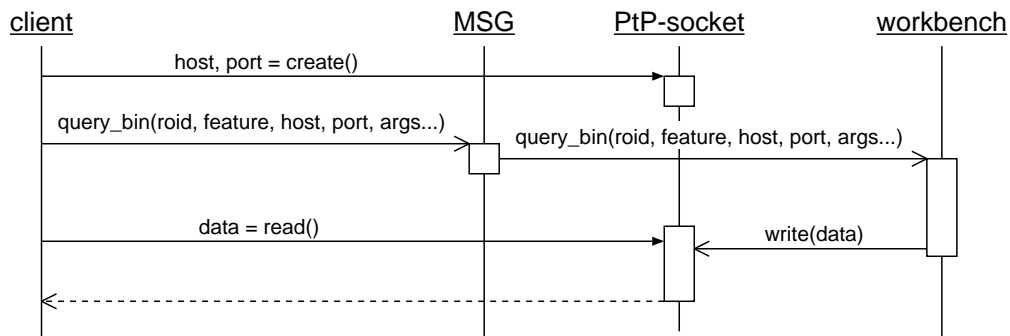 client
MSG
PtP-socket
workbench
host, port = create()
query_bin(roid, feature, host, port, args...)
query_bin(roid, feature, host, port, args...)
data = read()
write(data)